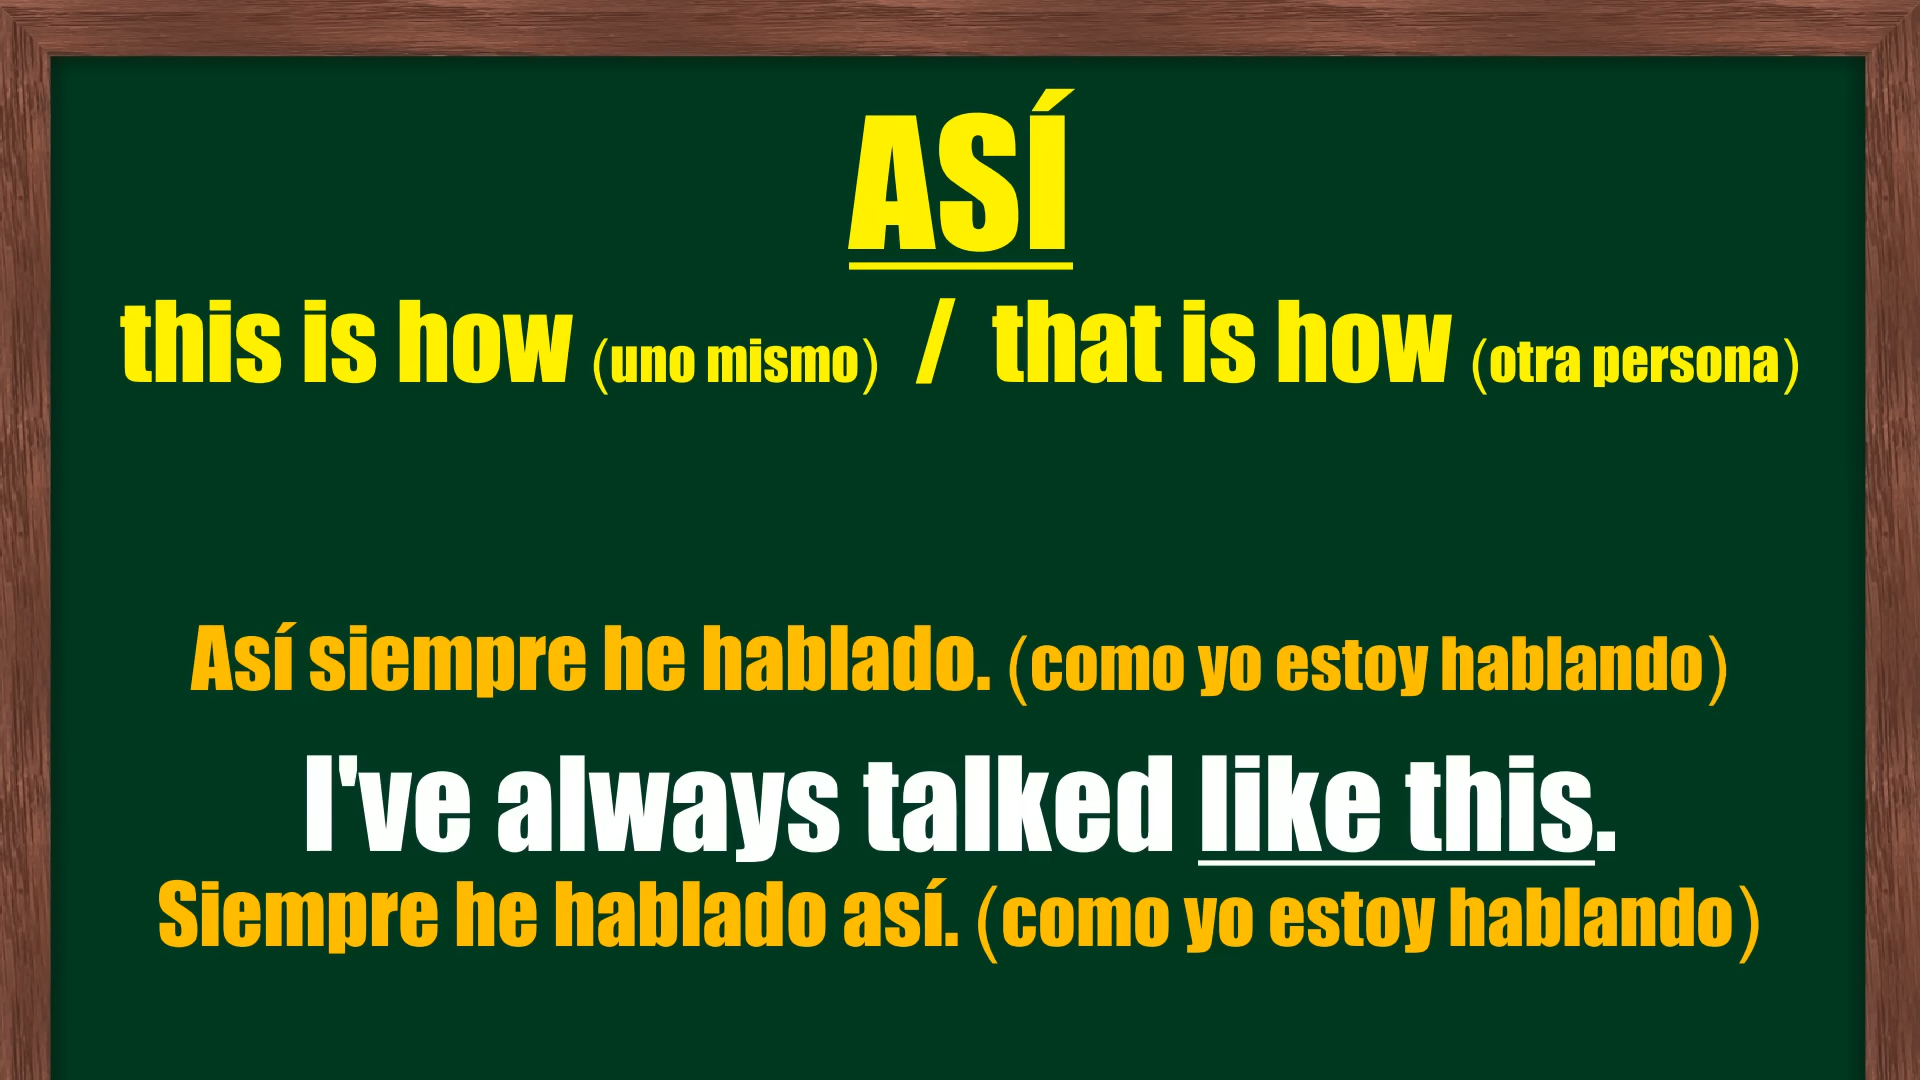 ASÍ
this is how (uno mismo) / that is how (otra persona)
Así siempre he hablado. (como yo estoy hablando)
I've always talked like this.
Siempre he hablado así. (como yo estoy hablando)